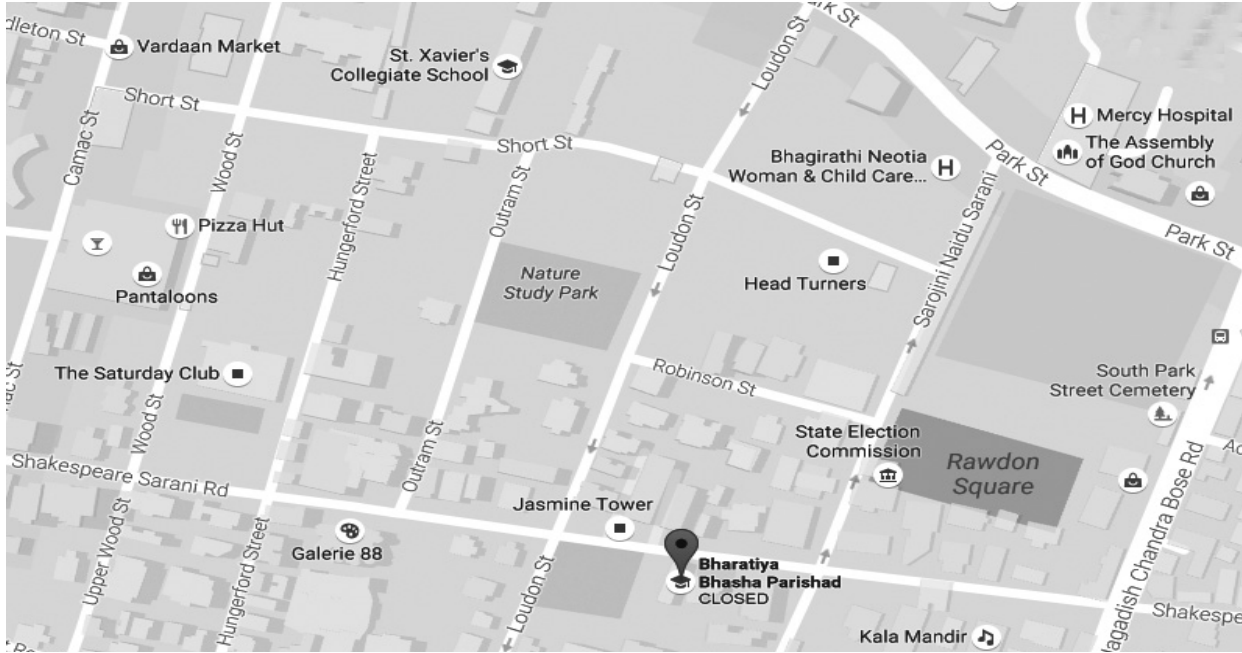 dleton St
Vardaan Market
St. Xavier's
Collegiate School
Short St
Short St
Park St
Loudon St
Mercy Hospital
The Assembly
of God Church
Bhagirathi Neotia
Woman & Child Care...
Park St
Park St
Camac St
Wood St
Hungerford Street
Outram St
Pizza Hut
Pantaloons
Nature
Study Park
Loudon St
Head Turners
Sarojini Naidu Sarani
The Saturday Club
Robinson St
South Park
Street Cemetery
mac St
Wood St
Outram St
State Election
Commission
Rawdon
Square
Shakespeare Sarani Rd
Jasmine Tower
Galerie 88
Bharatiya
Bhasha Parishad
CLOSED
Upper Wood St
Hungerford Street
Loudon St
Jagadish Chandra Bose Rd
Shakespe
Kala Mandir